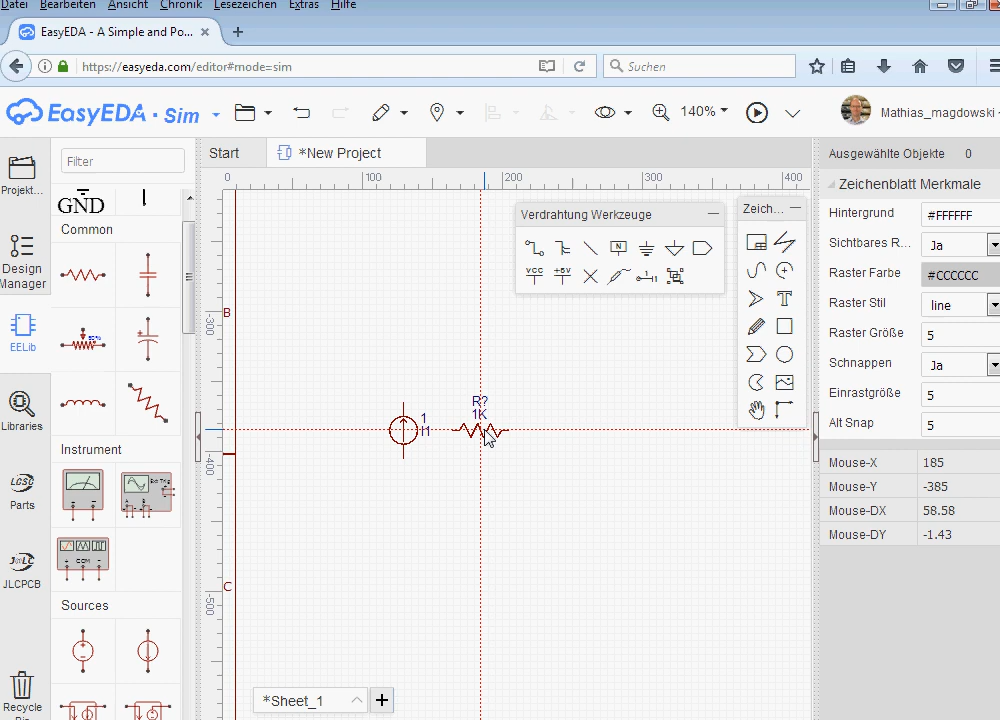 Datei Bearbeiten Ansicht Chronik Lesezeichen Extras Hilfe
EasyEDA - A Simple and Po...
https://easyeda.com/editor#mode=sim
Suchen
EasyEDA · Sim
140%
Mathias_magdowski
Projekt...
Design
Manager
EELib
Libraries
LCSC
Parts
JLCPCB
Recycle
Bin
Filter
GND
Common
Instrument
Sources
Start
*New Project
0 100 200 300 400
-300
-400
-500
B
C
Verdrahtung Werkzeuge
N
VCC
+5V
Zeich...
T
R?
1K
1
I1
*Sheet_1
Ausgewählte Objekte 0
Zeichenblatt Merkmale
Hintergrund #FFFFFF
Sichtbares R... Ja
Raster Farbe #CCCCCC
Raster Stil line
Raster Größe 5
Schnappen Ja
Einrastgröße 5
Alt Snap 5
Mouse-X 185
Mouse-Y -385
Mouse-DX 58.58
Mouse-DY -1.43